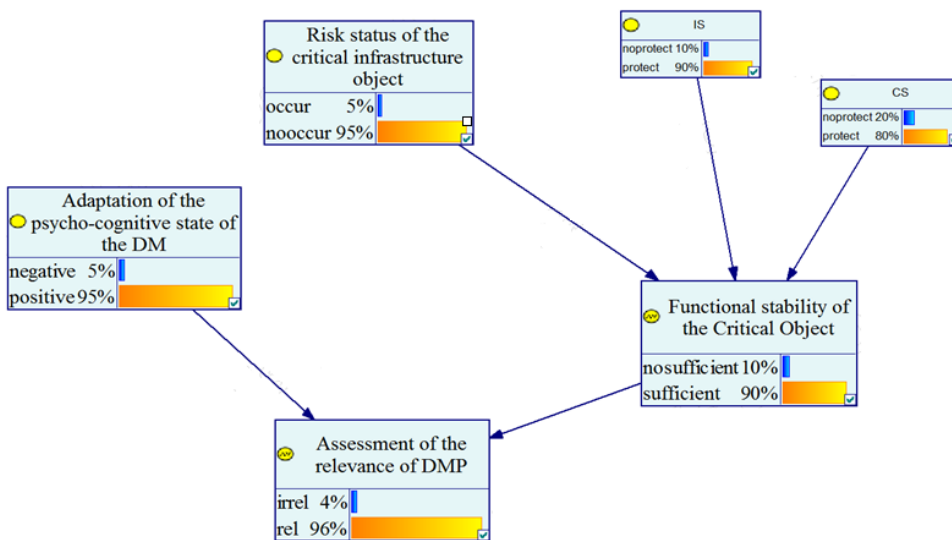 Risk status of the
critical infrastructure
object
occur 5%
nooccur 95%
IS
noprotect 10%
protect 90%
CS
noprotect 20%
protect 80%
Adaptation of the
psycho-cognitive state of
the DM
negative 5%
positive 95%
Functional stability of
the Critical Object
nosufficient 10%
sufficient 90%
Assessment of the
relevance of DMP
irrel 4%
rel 96%